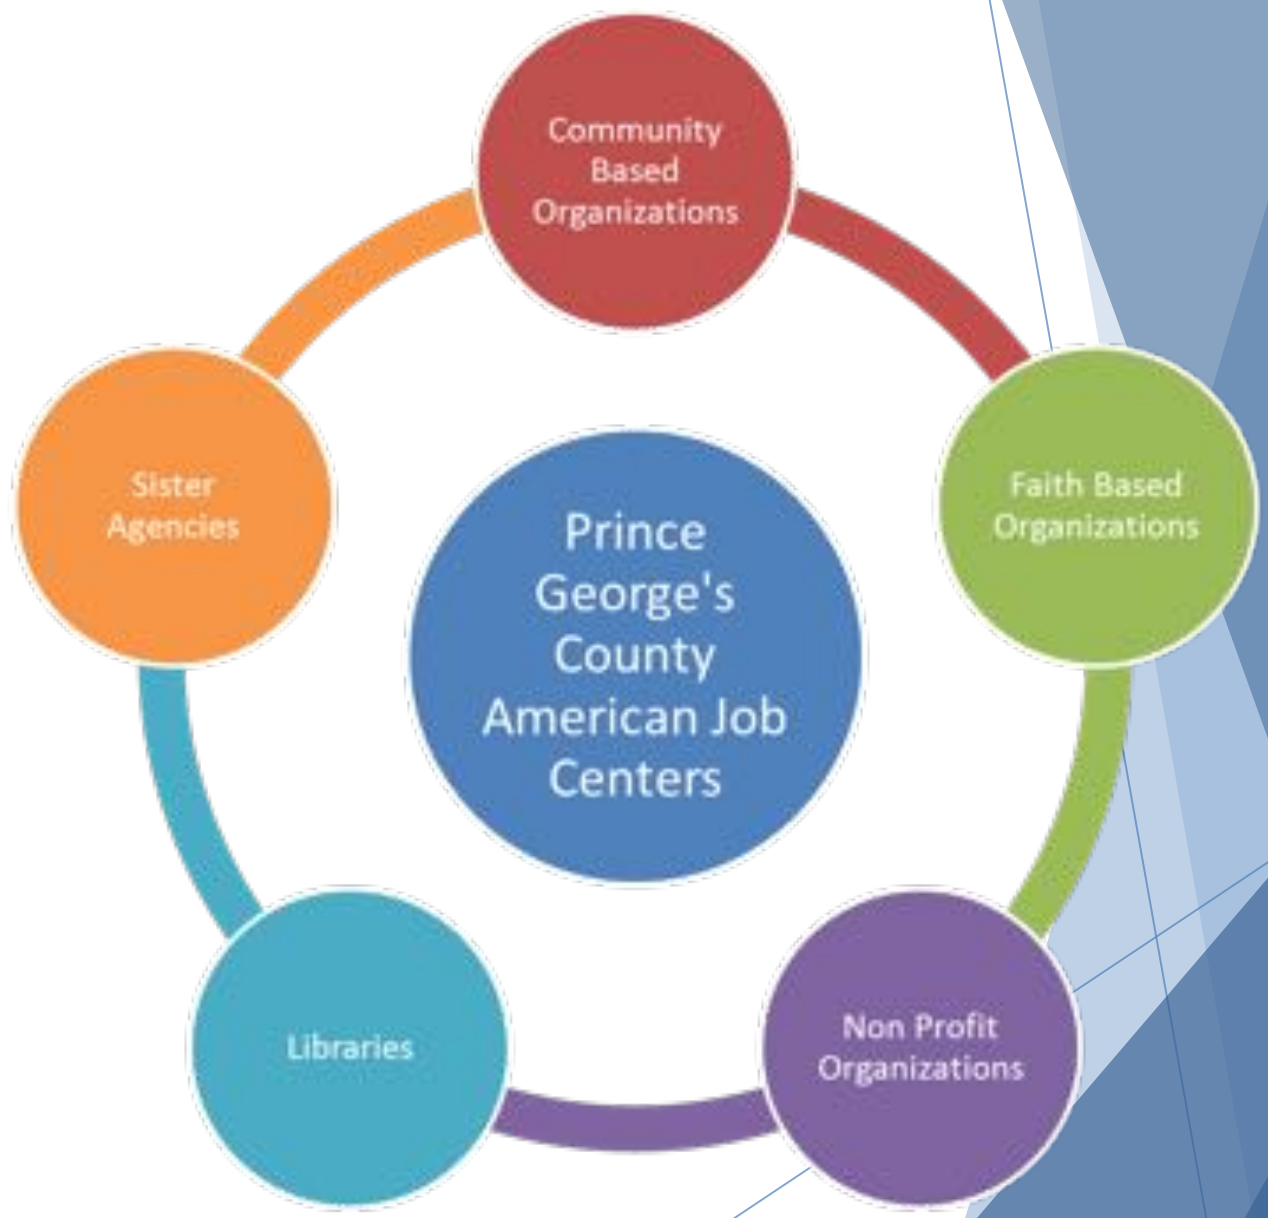 Community
Based
Organizations
Sister
Agencies
Faith Based
Organizations
Prince
George's
County
American Job
Centers
Libraries
Non Profit
Organizations